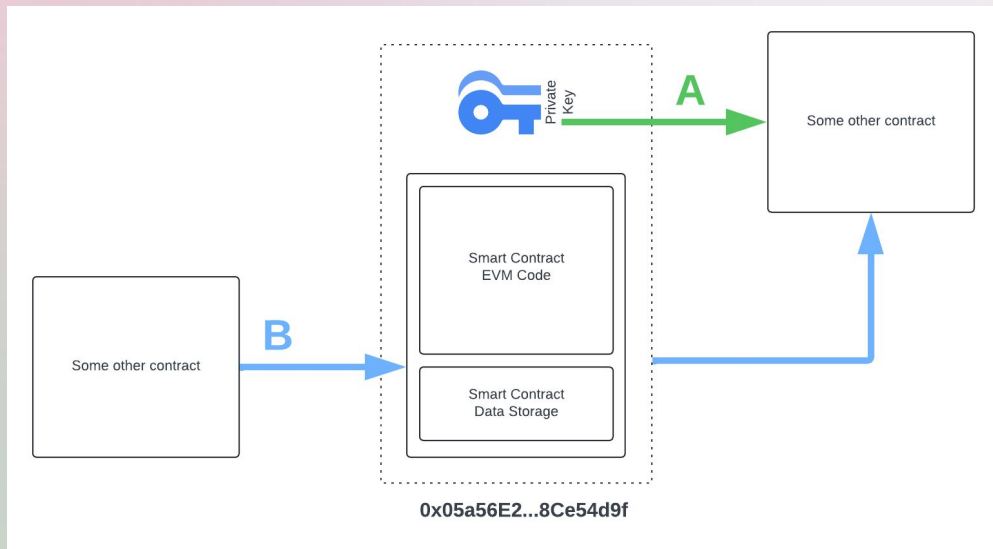 Private
Key
A
Some other contract
Smart Contract
EVM Code
B
Some other contract
Smart Contract
Data Storage
0x05a56E2...8Ce54d9f